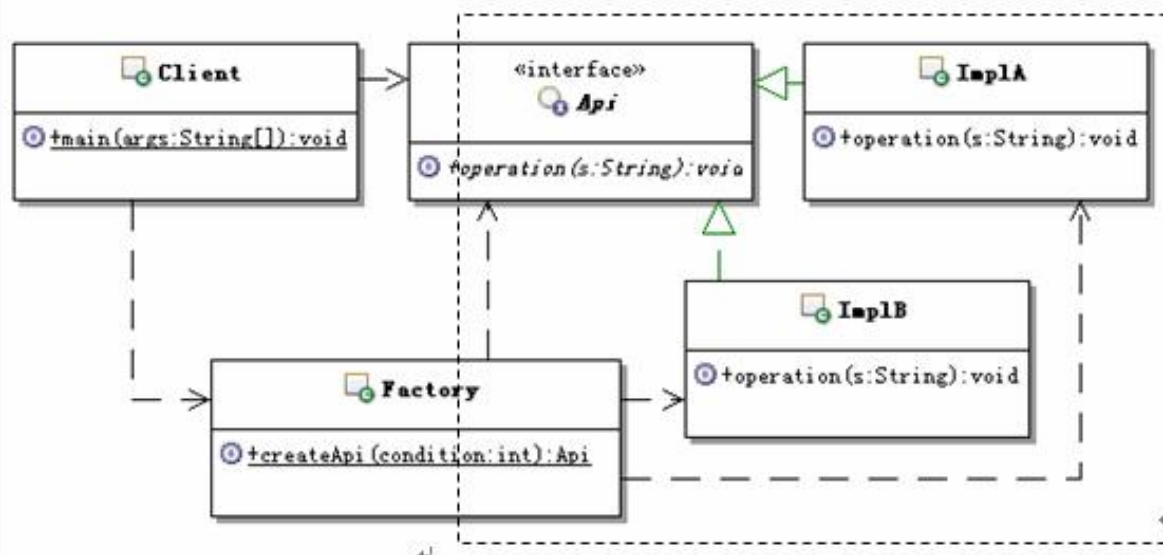 Client
+main(args:String[]):void
«interface»
Api
+operation(s:String):void
ImplA
+operation(s:String):void
ImplB
+operation(s:String):void
Factory
+createApi(condition:int):Api